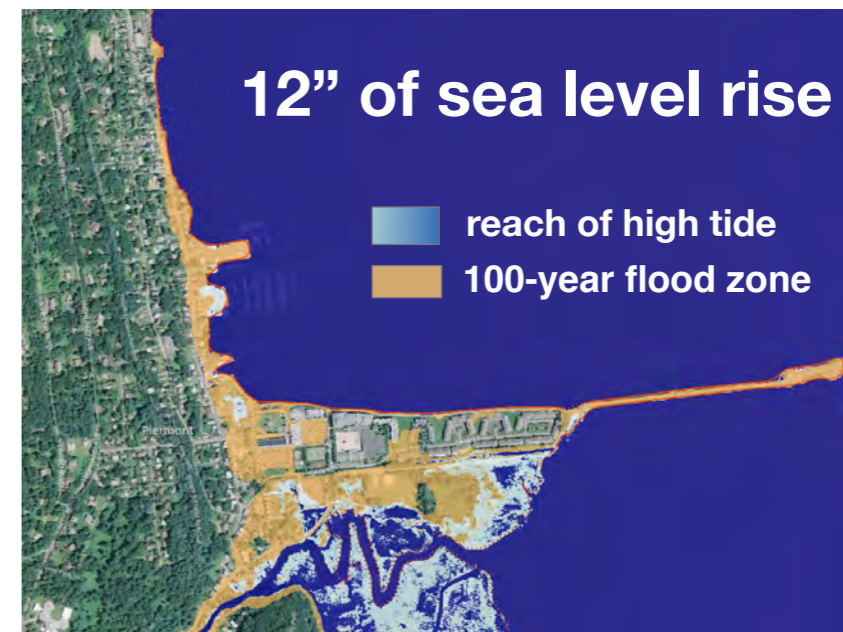 12” of sea level rise
reach of high tide
100-year flood zone
Piermont